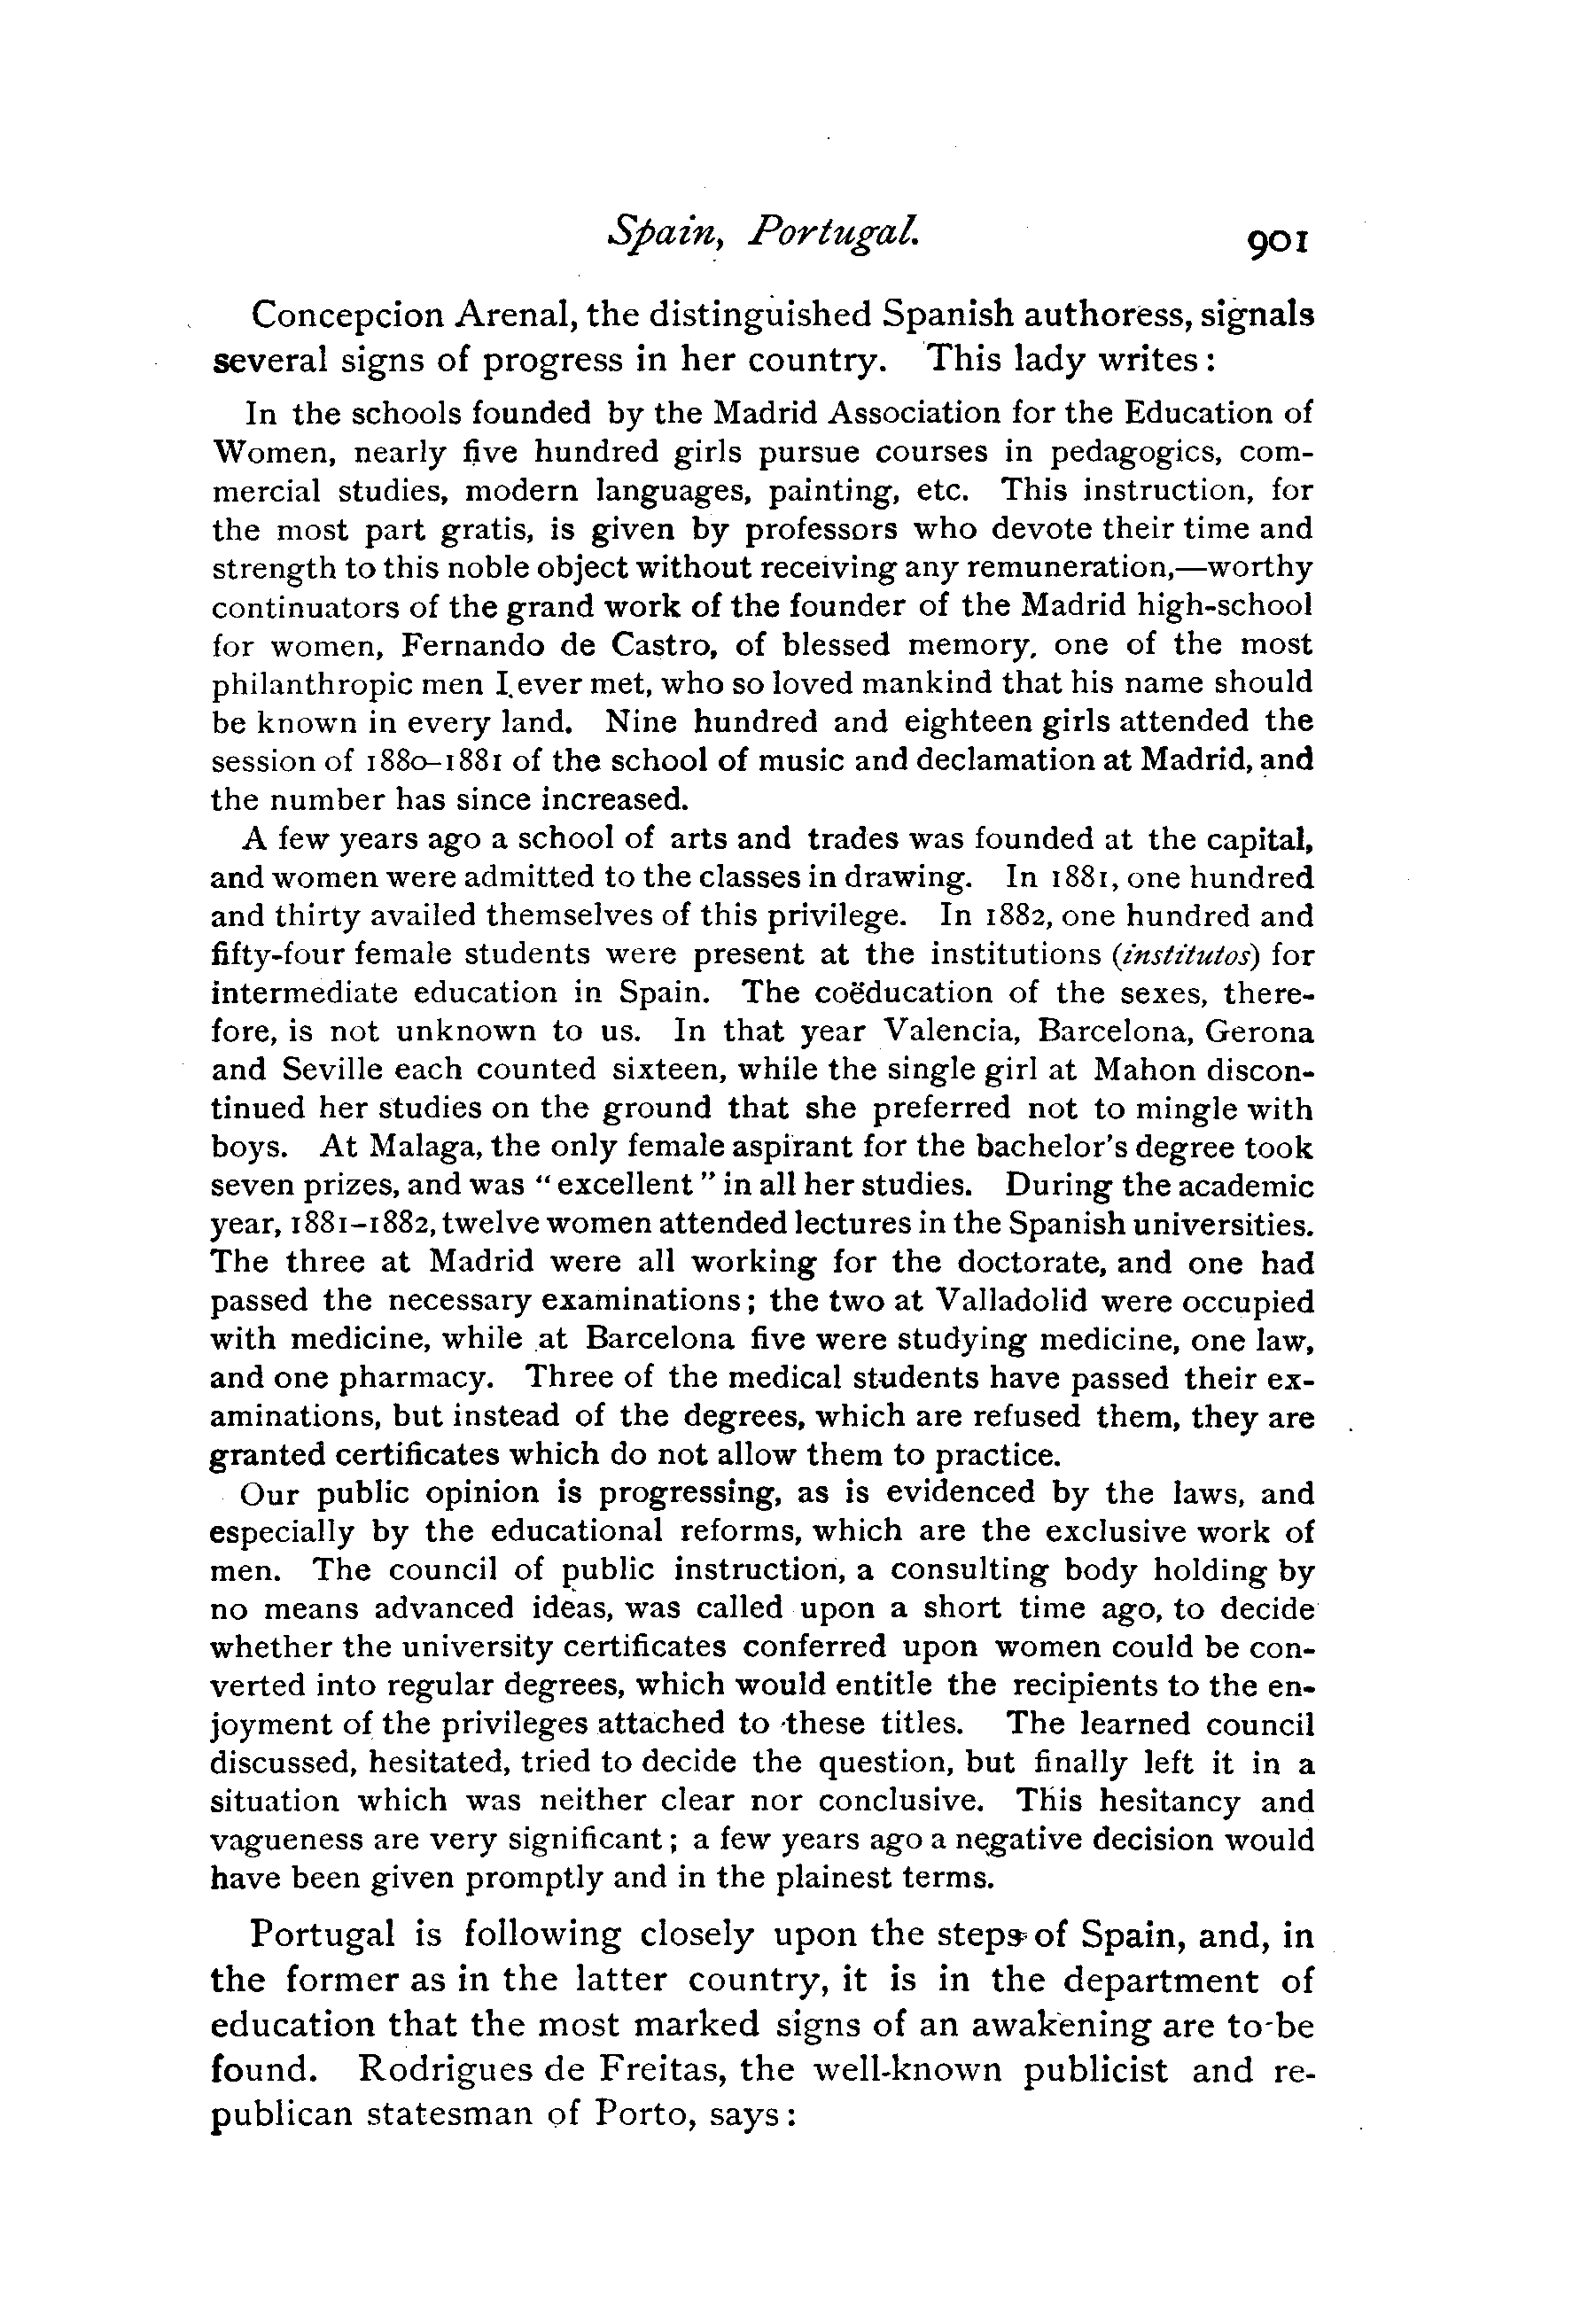 Spain, Portugal. 901
Concepcion Arenal, the distinguished Spanish authoress, signals
several signs of progress in her country. This lady writes:
In the schools founded by the Madrid Association for the Education of
Women, nearly five hundred girls pursue courses in pedagogics, com-
mercial studies, modern languages, painting, etc. This instruction, for
the most part gratis, is given by professors who devote their time and
strength to this noble object without receiving any remuneration,—worthy
continuators of the grand work of the founder of the Madrid high-school
for women, Fernando de Castro, of blessed memory, one of the most
philanthropic men I ever met, who so loved mankind that his name should
be known in every land. Nine hundred and eighteen girls attended the
session of 1880–1881 of the school of music and declamation at Madrid, and
the number has since increased.
A few years ago a school of arts and trades was founded at the capital,
and women were admitted to the classes in drawing. In 1881, one hundred
and thirty availed themselves of this privilege. In 1882, one hundred and
fifty-four female students were present at the institutions (institutos) for
intermediate education in Spain. The coëducation of the sexes, there-
fore, is not unknown to us. In that year Valencia, Barcelona, Gerona
and Seville each counted sixteen, while the single girl at Mahon discon-
tinued her studies on the ground that she preferred not to mingle with
boys. At Malaga, the only female aspirant for the bachelor's degree took
seven prizes, and was "excellent" in all her studies. During the academic
year, 1881–1882, twelve women attended lectures in the Spanish universities.
The three at Madrid were all working for the doctorate, and one had
passed the necessary examinations; the two at Valladolid were occupied
with medicine, while at Barcelona five were studying medicine, one law,
and one pharmacy. Three of the medical students have passed their ex-
aminations, but instead of the degrees, which are refused them, they are
granted certificates which do not allow them to practice.
Our public opinion is progressing, as is evidenced by the laws, and
especially by the educational reforms, which are the exclusive work of
men. The council of public instruction, a consulting body holding by
no means advanced ideas, was called upon a short time ago, to decide
whether the university certificates conferred upon women could be con-
verted into regular degrees, which would entitle the recipients to the en-
joyment of the privileges attached to these titles. The learned council
discussed, hesitated, tried to decide the question, but finally left it in a
situation which was neither clear nor conclusive. This hesitancy and
vagueness are very significant; a few years ago a negative decision would
have been given promptly and in the plainest terms.
Portugal is following closely upon the steps of Spain, and, in
the former as in the latter country, it is in the department of
education that the most marked signs of an awakening are to be
found. Rodrigues de Freitas, the well-known publicist and re-
publican statesman of Porto, says: